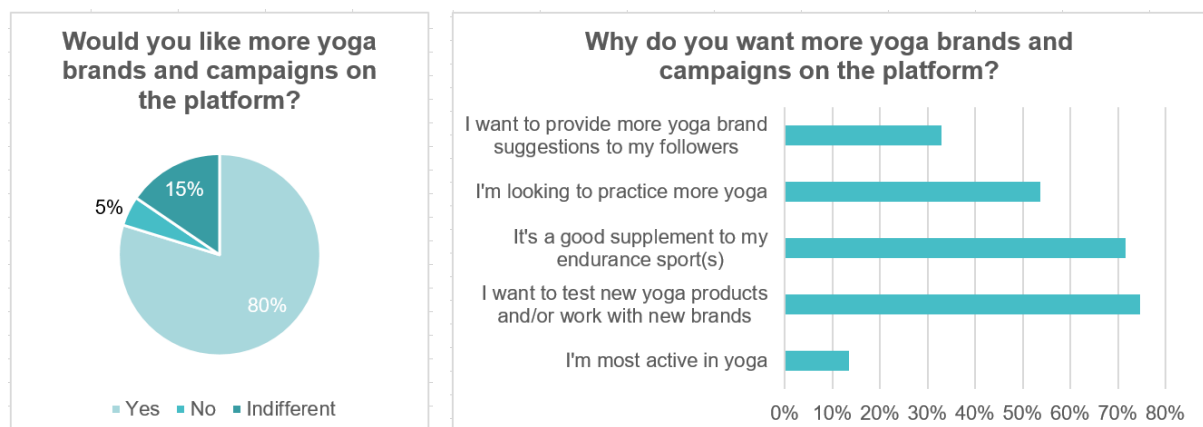 Would you like more yoga
brands and campaigns on
the platform?
15%
5%
80%
Yes No Indifferent
Why do you want more yoga brands and
campaigns on the platform?
I want to provide more yoga brand
suggestions to my followers
I'm looking to practice more yoga
It's a good supplement to my
endurance sport(s)
I want to test new yoga products
and/or work with new brands
I'm most active in yoga
0% 10% 20% 30% 40% 50% 60% 70% 80%